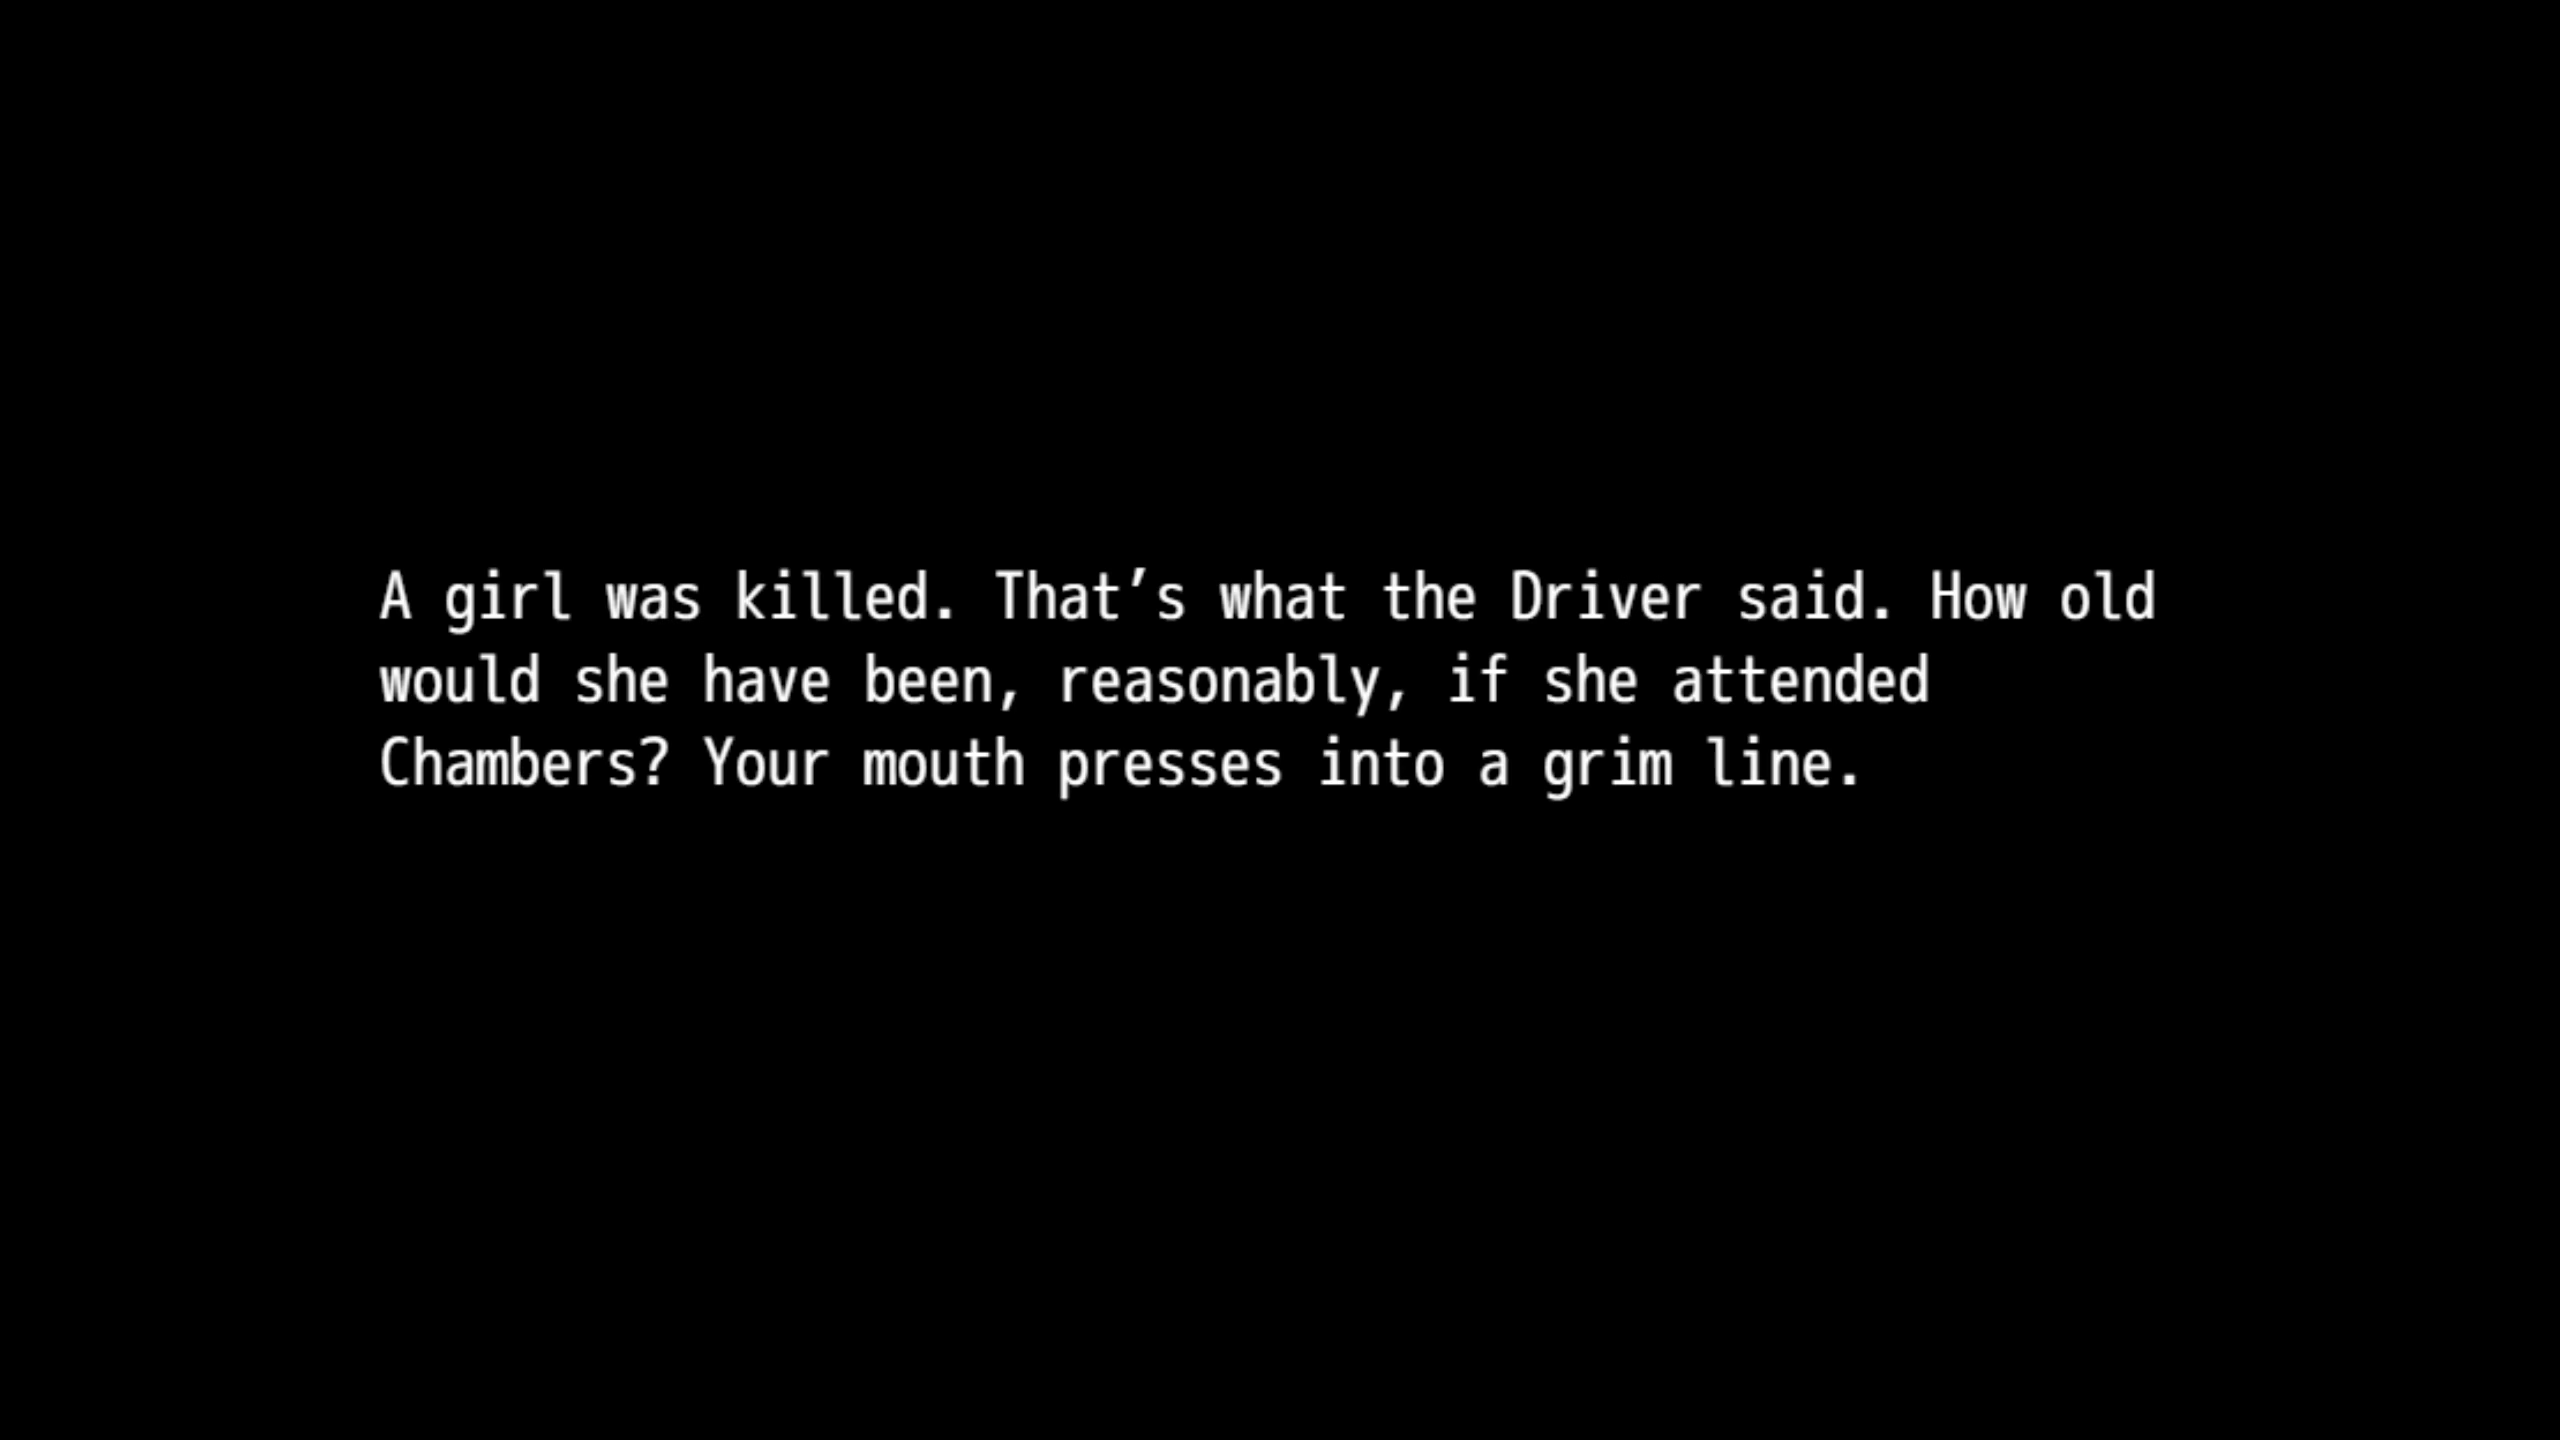 A girl was killed. That’s what the Driver said. How old
would she have been, reasonably, if she attended
Chambers? Your mouth presses into a grim line.